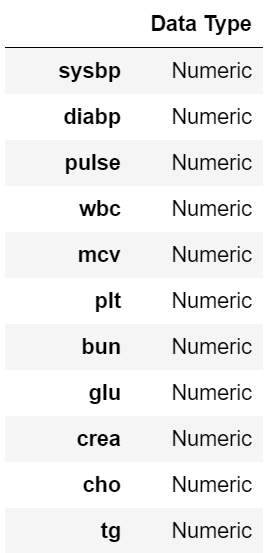 Data Type
sysbp Numeric
diabp Numeric
pulse Numeric
wbc Numeric
mcv Numeric
plt Numeric
bun Numeric
glu Numeric
crea Numeric
cho Numeric
tg Numeric